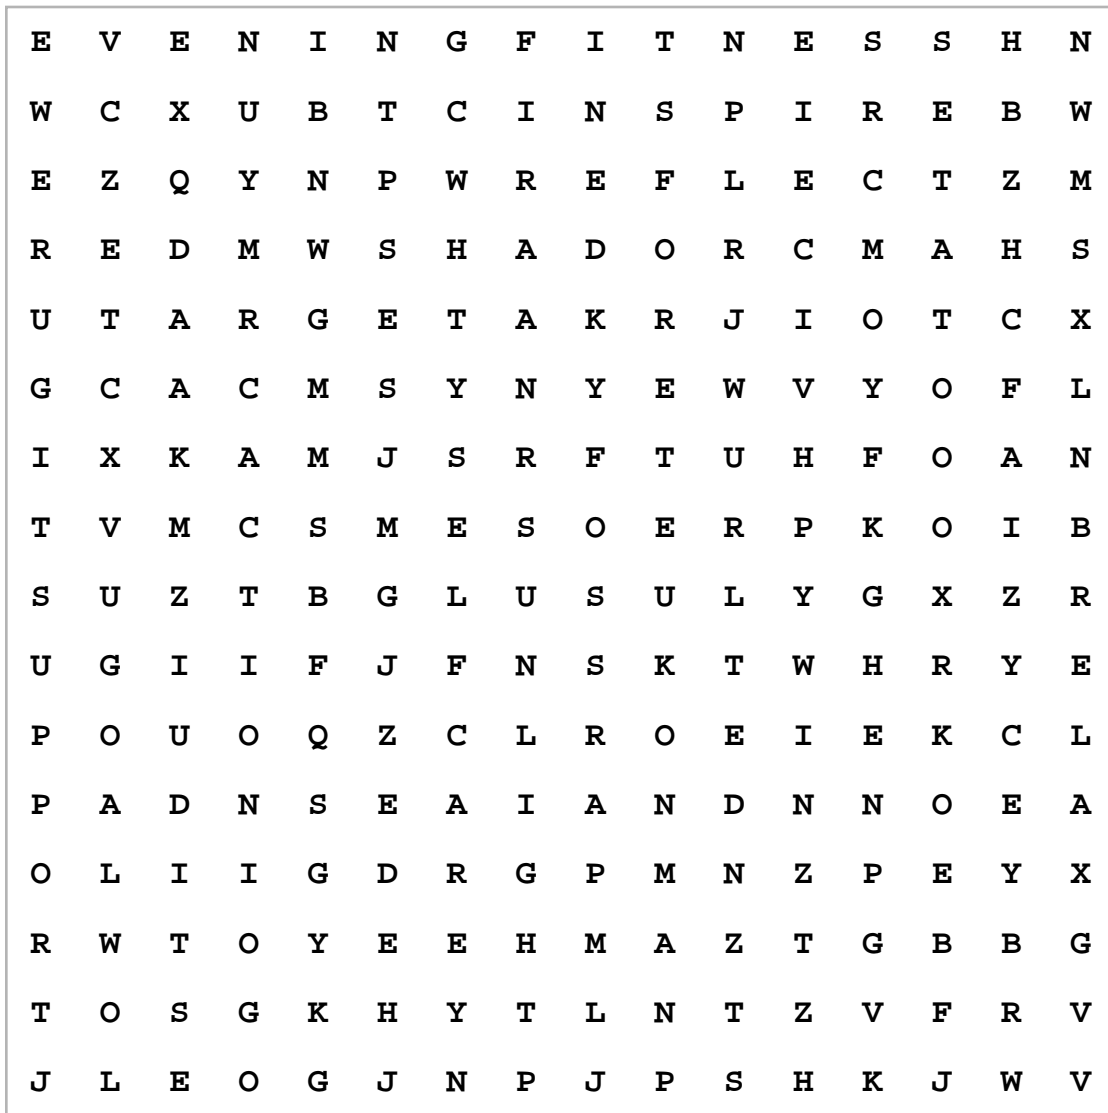 E V E N I N G F I T N E S S H N
W C X U B T C I N S P I R E B W
E Z Q Y N P W R E F L E C T Z M
R E D M W S H A D O R C M A H S
U T A R G E T A K R J I O T C X
G C A C M S Y N Y E W V Y O F L
I X K A M J S R F T U H F O A N
T V M C S M E S O E R P K O I B
S U Z T B G L U S U L Y G X Z R
U G I I F J F N S K T W H R Y E
P O U O Q Z C L R O E I E K C L
P A D N S E A I A N D N N O E A
O L I I G D R G P M N Z P E Y X
R W T O Y E E H M A Z T G B B G
T O S G K H Y T L N T Z V F R V
J L E O G J N P J P S H K J W V